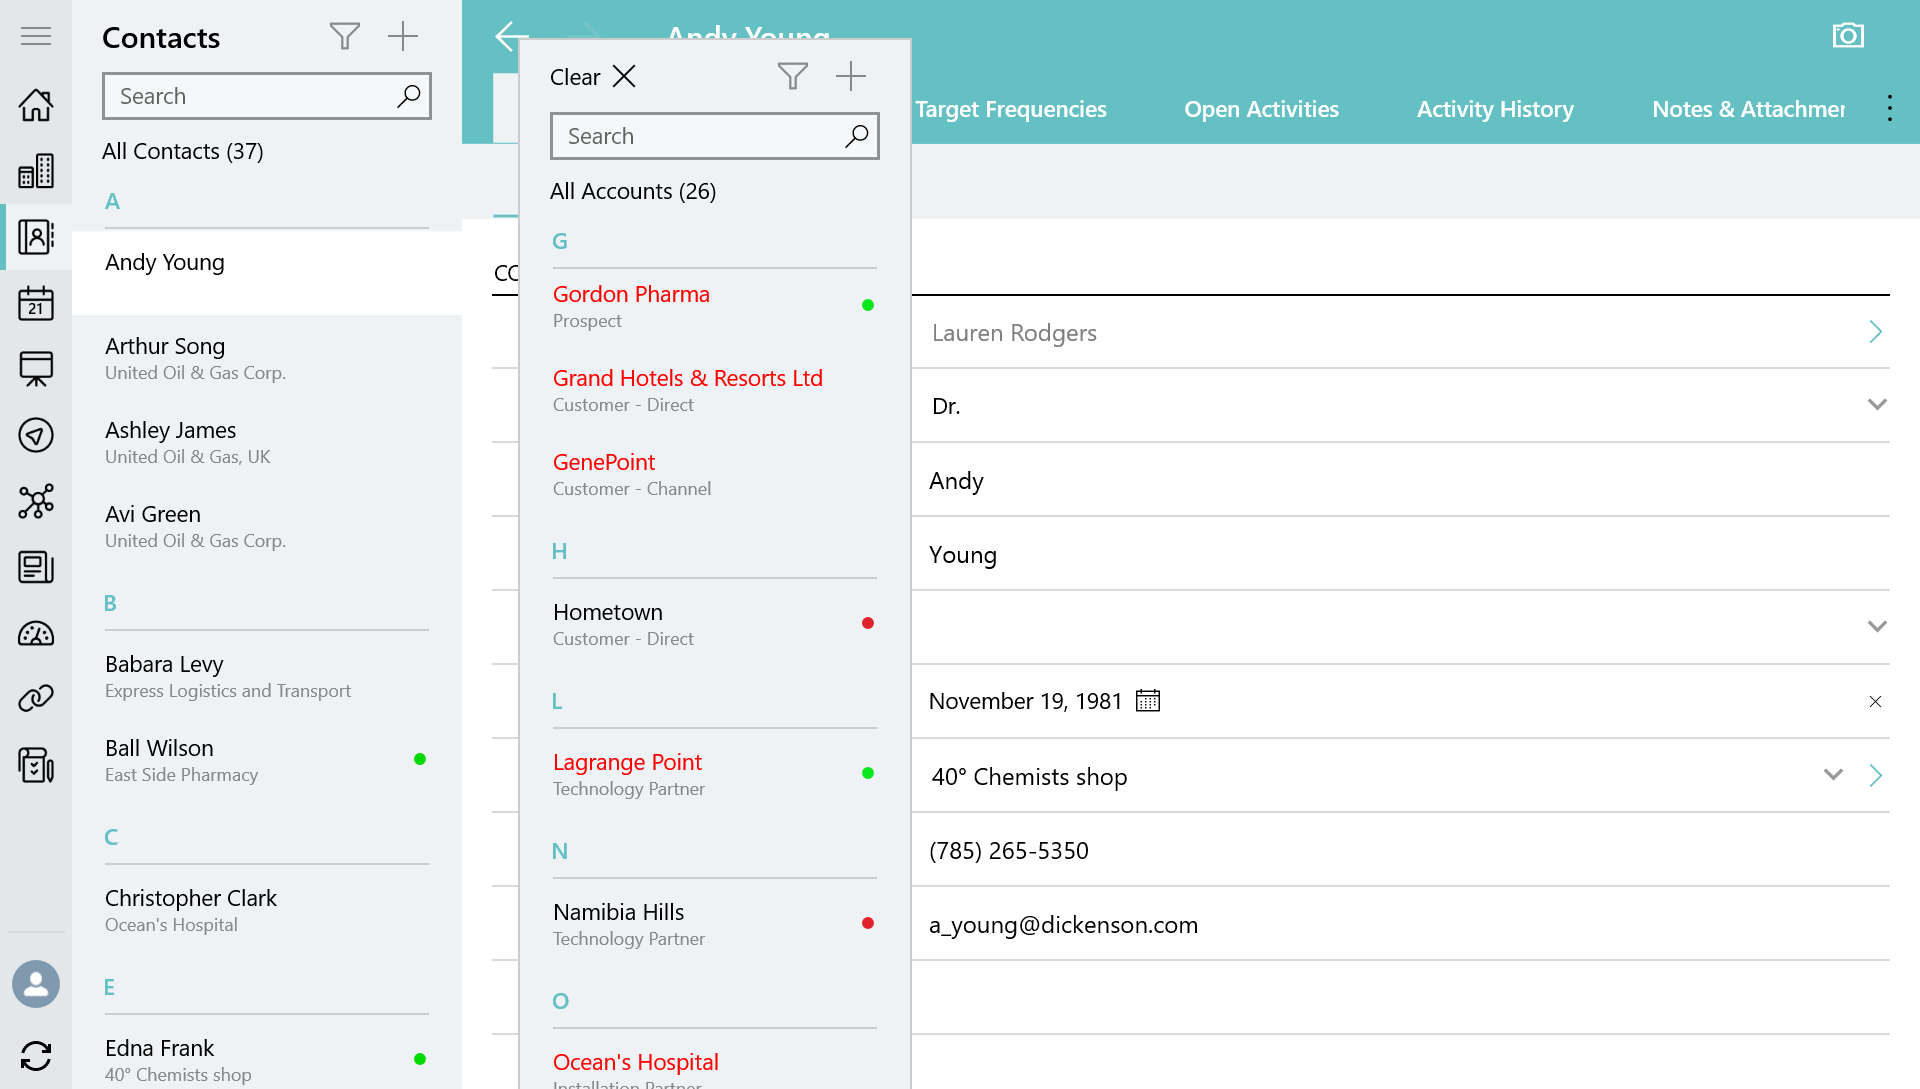 Contacts
Search
All Contacts (37)
A
Andy Young
Arthur Song
United Oil & Gas Corp.
Ashley James
United Oil & Gas, UK
Avi Green
United Oil & Gas Corp.
B
Babara Levy
Express Logistics and Transport
Ball Wilson
East Side Pharmacy
C
Christopher Clark
Ocean's Hospital
E
Edna Frank
40° Chemists shop
21
Clear
Search
All Accounts (26)
G
Gordon Pharma
Prospect
Grand Hotels & Resorts Ltd
Customer - Direct
GenePoint
Customer - Channel
H
Hometown
Customer - Direct
L
Lagrange Point
Technology Partner
N
Namibia Hills
Technology Partner
O
Ocean's Hospital
Installation Partner
Andy Young
Target Frequencies
Open Activities
Activity History
Notes & Attachmen
CO
Lauren Rodgers
Dr.
Andy
Young
November 19, 1981
40° Chemists shop
(785) 265-5350
a_young@dickenson.com